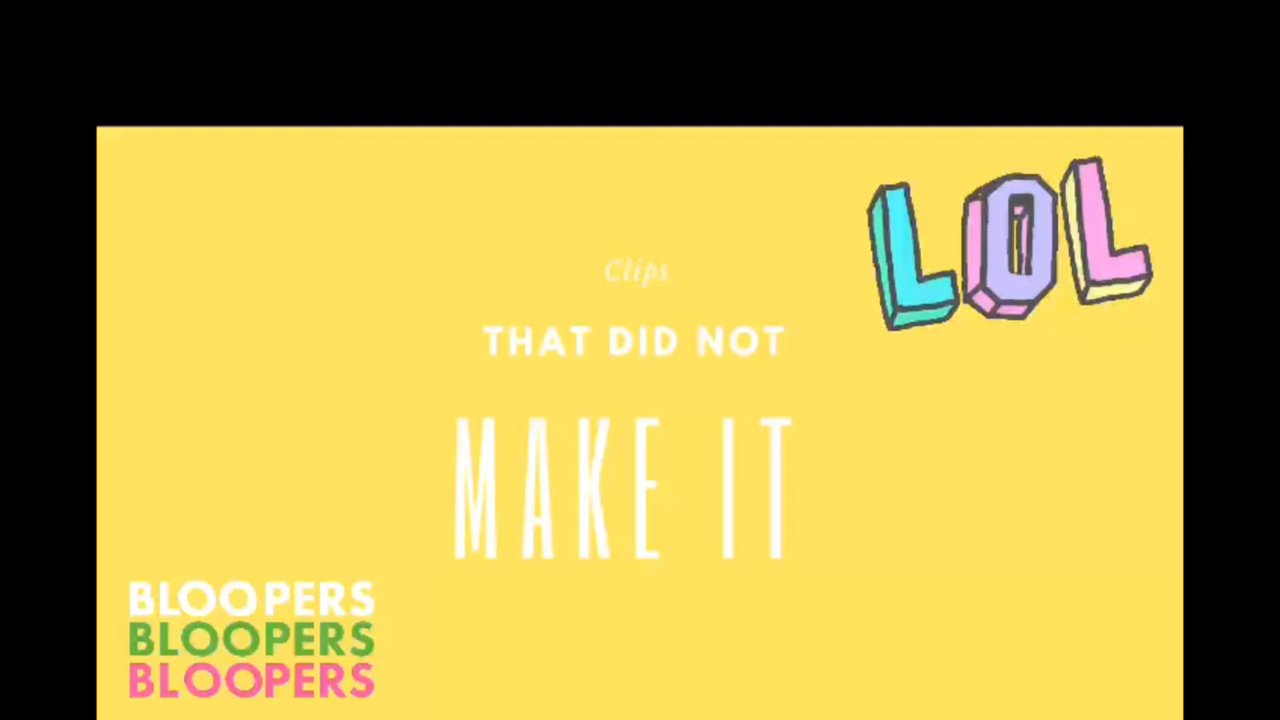 LOL
Clips
THAT DID NOT
MAKE IT
BLOOPERS
BLOOPERS
BLOOPERS